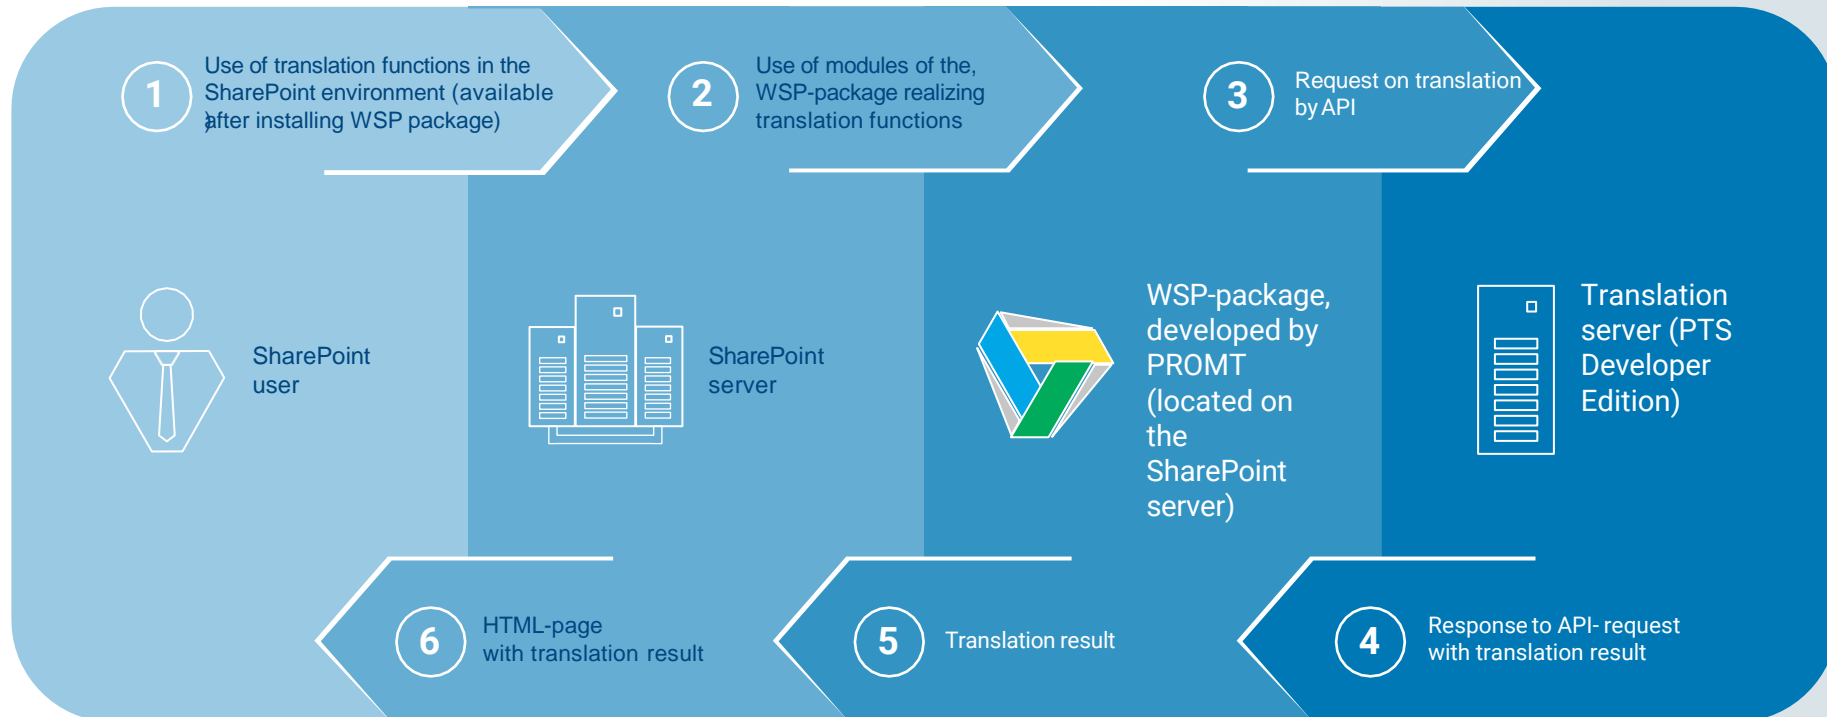 1
Use of translation functions in the
SharePoint environment (available
after installing WSP package)
)
2
Use of modules of the,
WSP-package realizing
translation functions
3
Request on translation
by API
SharePoint
user
SharePoint
server
WSP-package,
developed by
PROMT
(located on
the
SharePoint
server)
Translation
server (PTS
Developer
Edition)
6
HTML-page
with translation result
5
Translation result
4
Response to API- request
with translation result